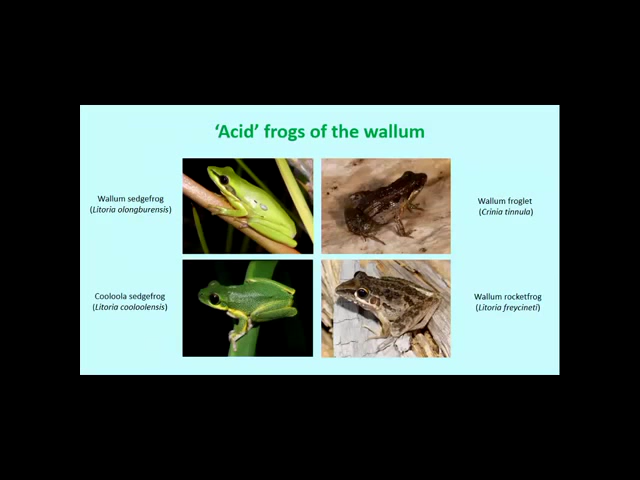 ‘Acid’ frogs of the wallum
Wallum sedgefrog
(Litoria olongburensis)
Wallum froglet
(Crinia tinnula)
Cooloola sedgefrog
(Litoria cooloolensis)
Wallum rocketfrog
(Litoria freycineti)